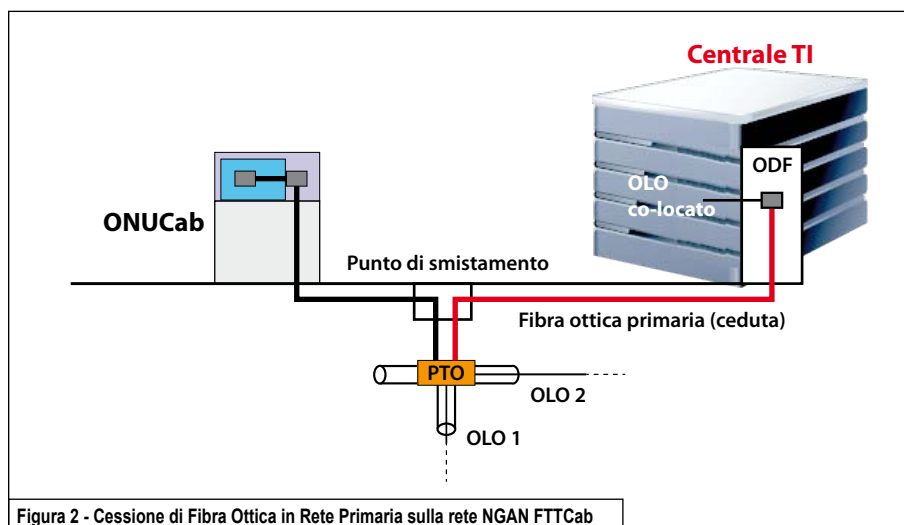 Centrale TI
ODF
OLO
co-locato
ONUCab
Punto di smistamento
Fibra ottica primaria (ceduta)
PTO
OLO 2
OLO 1
Figura 2 - Cessione di Fibra Ottica in Rete Primaria sulla rete NGAN FTTCab